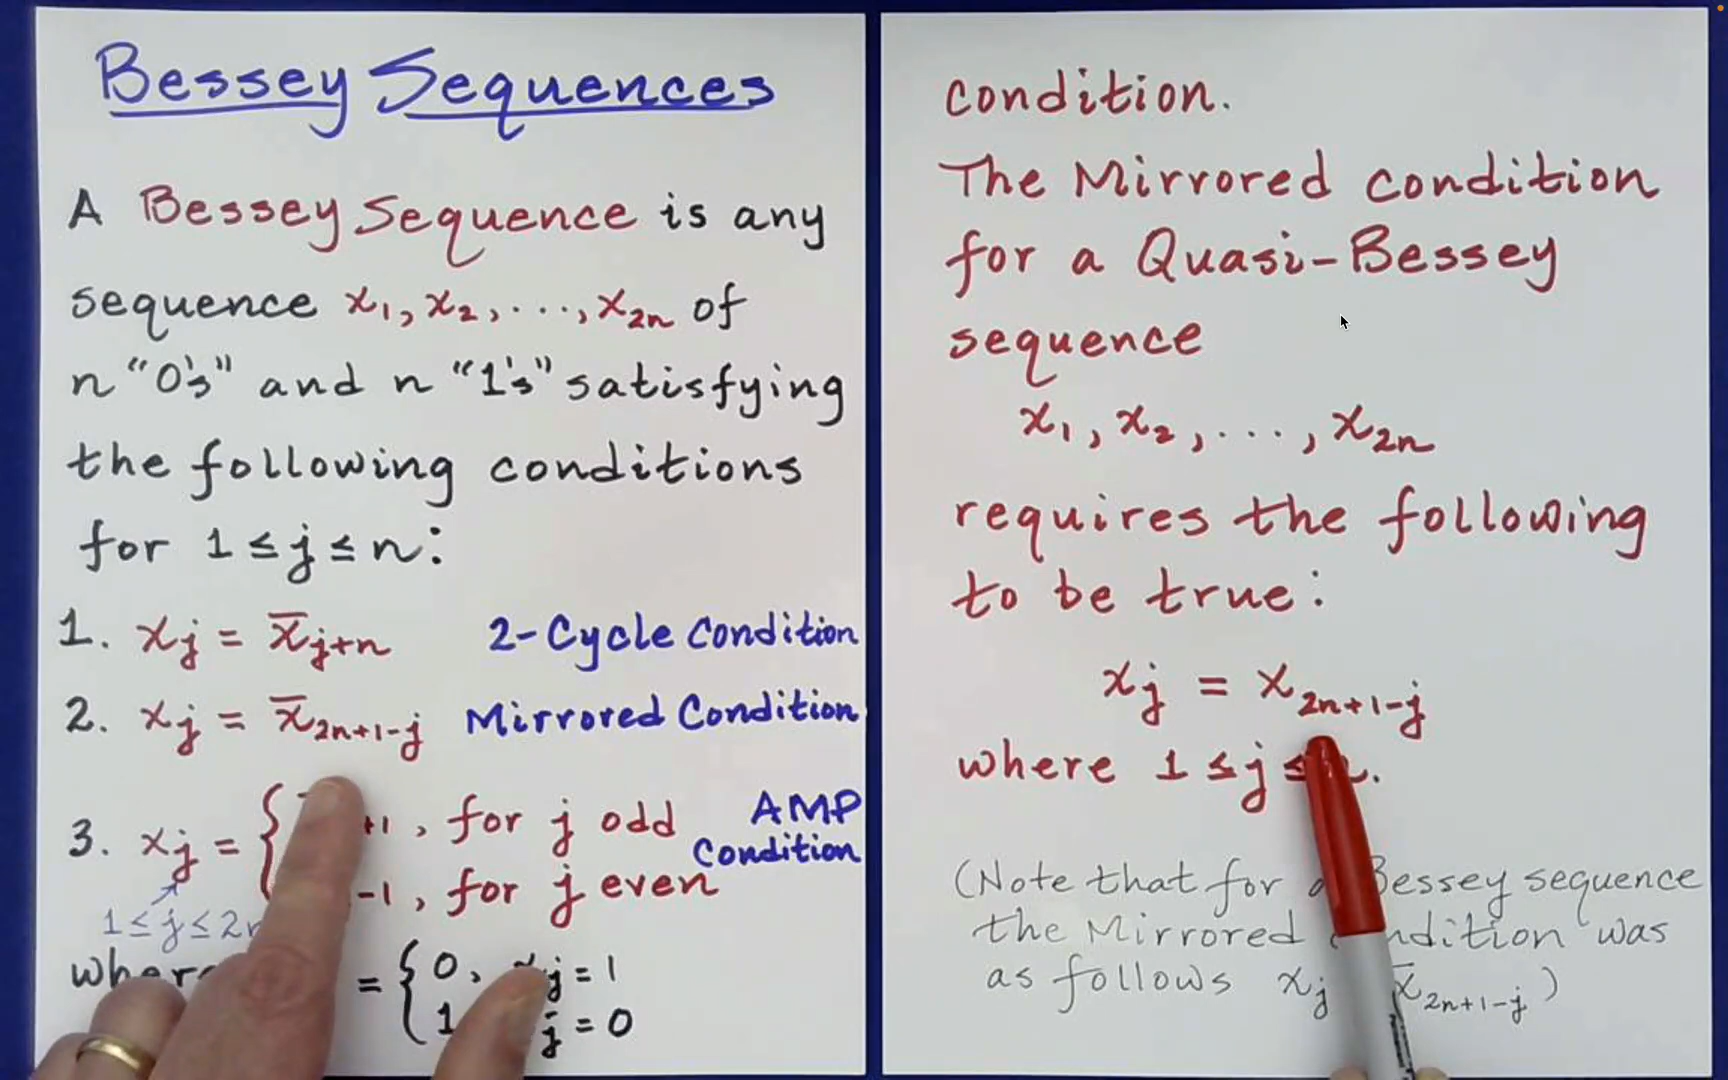 Bessey Sequences
A Bessey Sequence is any
sequence x₁, x₂, ..., x₂ₙ of
n "0's" and n "1's" satisfying
the following conditions
for 1 ≤ j ≤ n:
1. xⱼ = x̄ⱼ₊ₙ 2-Cycle Condition
2. xⱼ = x̄₂ₙ₊₁₋ⱼ Mirrored Condition
3. xⱼ = { +1, for j odd AMP
-1, for j even Condition
1 ≤ j ≤ 2n
= { 0, xⱼ = 1
1 j = 0
condition.
The Mirrored condition
for a Quasi-Bessey
sequence
x₁, x₂, ..., x₂ₙ
requires the following
to be true:
xⱼ = x₂ₙ₊₁₋ⱼ
where 1 ≤ j ≤
(Note that for a Bessey sequence
the Mirrored condition was
as follows xⱼ x̄₂ₙ₊₁₋ⱼ)